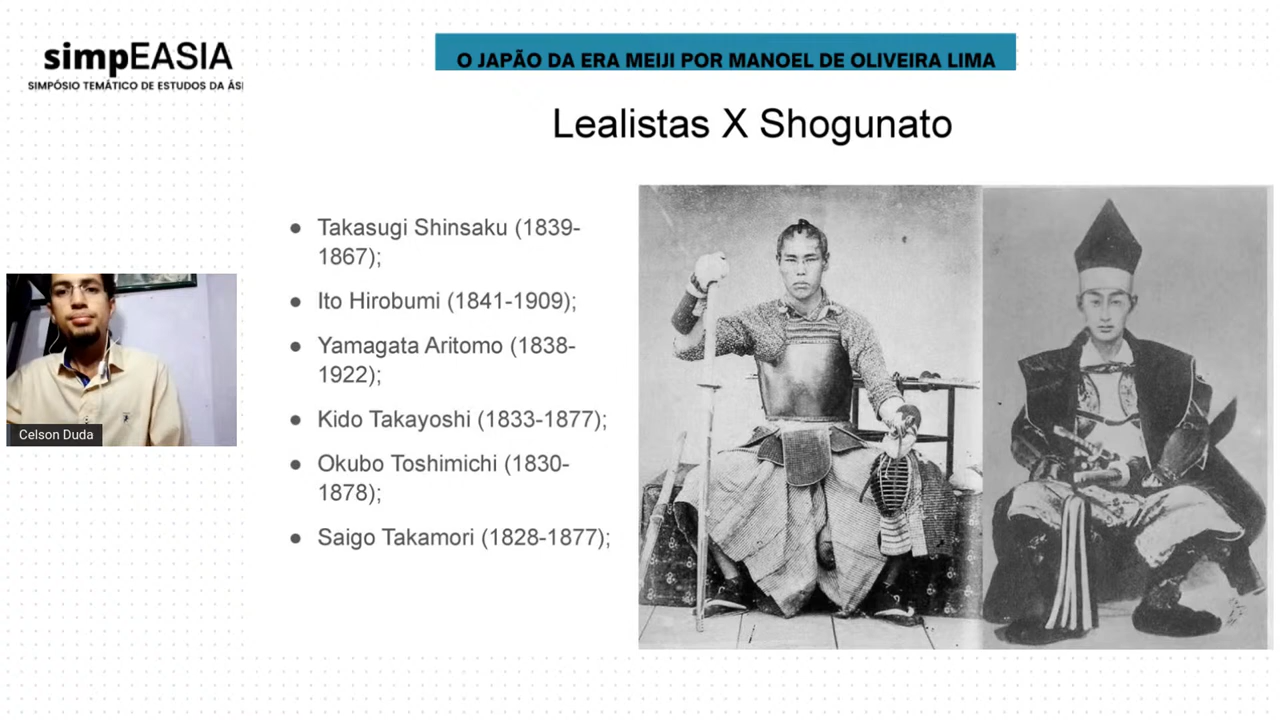 simpEASIA
SIMPÓSIO TEMÁTICO DE ESTUDOS DA ÁSI
O JAPÃO DA ERA MEIJI POR MANOEL DE OLIVEIRA LIMA
Lealistas X Shogunato
● Takasugi Shinsaku (1839-
1867);
● Ito Hirobumi (1841-1909);
● Yamagata Aritomo (1838-
1922);
● Kido Takayoshi (1833-1877);
● Okubo Toshimichi (1830-
1878);
● Saigo Takamori (1828-1877);
Celson Duda